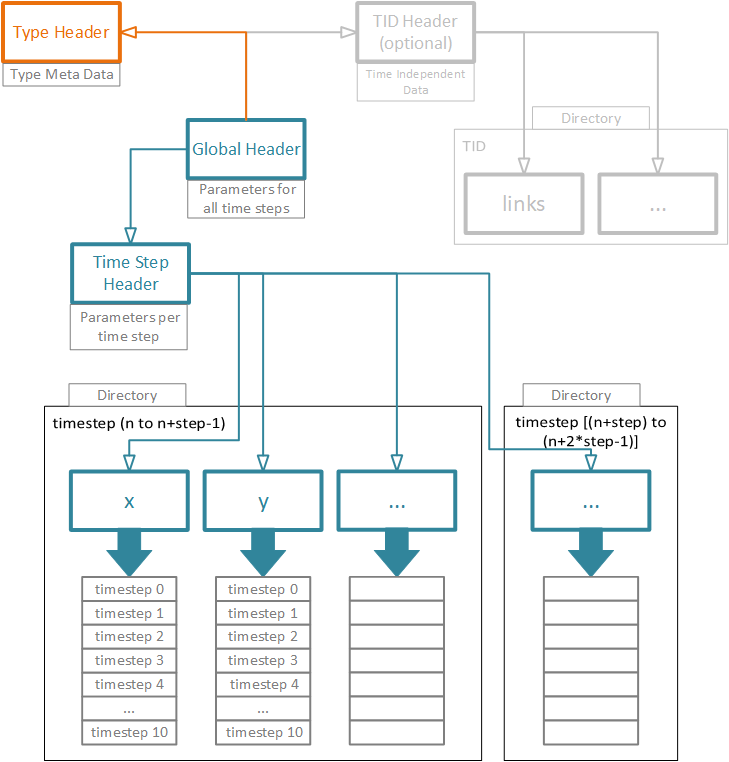 Type Header
Type Meta Data
TID Header
(optional)
Time Independent
Data
Directory
TID
links
...
Global Header
Parameters for
all time steps
Time Step
Header
Parameters per
time step
Directory
timestep (n to n+step-1)
x
y
...
timestep 0
timestep 1
timestep 2
timestep 3
timestep 4
...
timestep 10
timestep 0
timestep 1
timestep 2
timestep 3
timestep 4
...
timestep 10
Directory
timestep [(n+step) to
(n+2*step-1)]
...